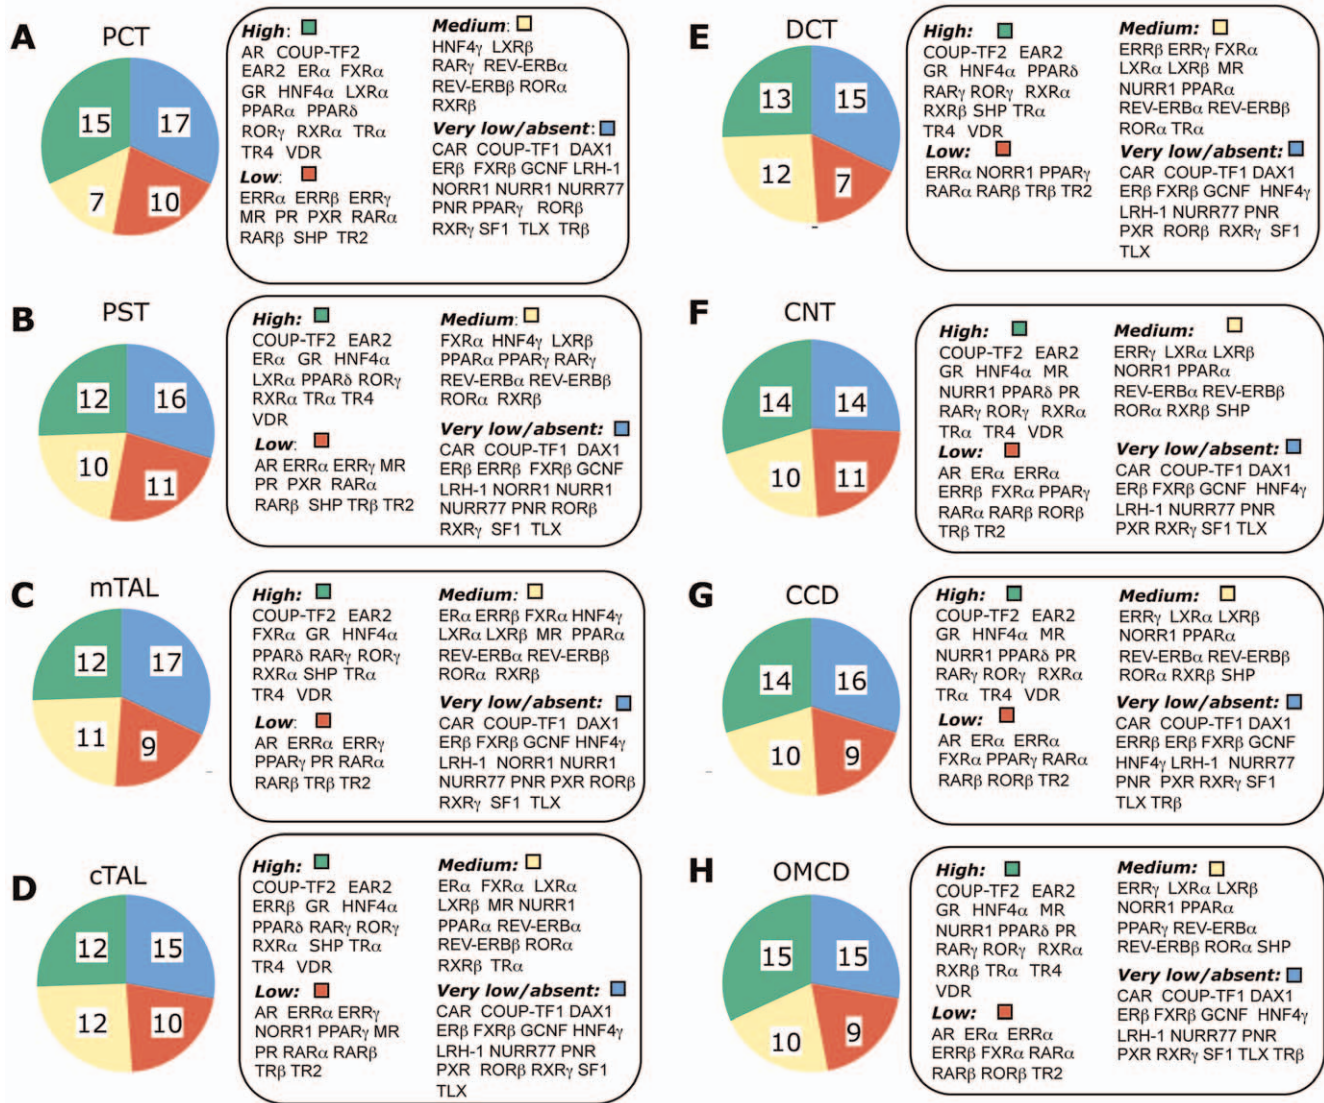 A
PCT
15
17
7
10
High:
AR COUP-TF2
EAR2 ERα FXRα
GR HNF4α LXRα
PPARα PPARδ
RORγ RXRα TRα
TR4 VDR
Low:
ERRα ERRβ ERRγ
MR PR PXR RARα
RARβ SHP TR2
Medium:
HNF4γ LXRβ
RARγ REV-ERBα
REV-ERBβ RORα
RXRβ
Very low/absent:
CAR COUP-TF1 DAX1
ERβ FXRβ GCNF LRH-1
NORR1 NURR1 NURR77
PNR PPARγ RORβ
RXRγ SF1 TLX TRβ
B
PST
12
16
10
11
High:
COUP-TF2 EAR2
ERα GR HNF4α
LXRα PPARδ RORγ
RXRα TRα TR4
VDR
Low:
AR ERRα ERRγ MR
PR PXR RARα
RARβ SHP TRβ TR2
Medium:
FXRα HNF4γ LXRβ
PPARα PPARγ RARγ
REV-ERBα REV-ERBβ
RORα RXRβ
Very low/absent:
CAR COUP-TF1 DAX1
ERβ ERRβ FXRβ GCNF
LRH-1 NORR1 NURR1
NURR77 PNR RORβ
RXRγ SF1 TLX
C
mTAL
12
17
11
9
High:
COUP-TF2 EAR2
FXRα GR HNF4α
PPARδ RARγ RORγ
RXRα SHP TRα
TR4 VDR
Low:
AR ERRα ERRγ
PPARγ PR RARα
RARβ TRβ TR2
Medium:
ERα ERRβ FXRα HNF4γ
LXRα LXRβ MR PPARα
REV-ERBα REV-ERBβ
RORα RXRβ
Very low/absent:
CAR COUP-TF1 DAX1
ERβ FXRβ GCNF HNF4γ
LRH-1 NORR1 NURR1
NURR77 PNR PXR RORβ
RXRγ SF1 TLX
D
cTAL
12
15
12
10
High:
COUP-TF2 EAR2
ERRβ GR HNF4α
PPARδ RARγ RORγ
RXRα SHP TRα
TR4 VDR
Low:
AR ERRα ERRγ
NORR1 PPARγ MR
PR RARα RARβ
TRβ TR2
Medium:
ERα FXRα LXRα
LXRβ MR NURR1
PPARα REV-ERBα
REV-ERBβ RORα
RXRβ TRα
Very low/absent:
CAR COUP-TF1 DAX1
ERβ FXRβ GCNF HNF4γ
LRH-1 NURR77 PNR
PXR RORβ RXRγ SF1
TLX
E
DCT
13
15
12
7
High:
COUP-TF2 EAR2
GR HNF4α PPARδ
RARγ RORγ RXRα
RXRβ SHP TRα
TR4 VDR
Low:
ERRα NORR1 PPARγ
RARα RARβ TRβ TR2
Medium:
ERRβ ERRγ FXRα
LXRα LXRβ MR
NURR1 PPARα
REV-ERBα REV-ERBβ
RORα TRα
Very low/absent:
CAR COUP-TF1 DAX1
ERβ FXRβ GCNF HNF4γ
LRH-1 NURR77 PNR
PXR RORβ RXRγ SF1
TLX
F
CNT
14
14
10
11
High:
COUP-TF2 EAR2
GR HNF4α MR
NURR1 PPARδ PR
RARγ RORγ RXRα
TRα TR4 VDR
Low:
AR ERα ERRα
ERRβ FXRα PPARγ
RARα RARβ RORβ
TRβ TR2
Medium:
ERRγ LXRα LXRβ
NORR1 PPARα
REV-ERBα REV-ERBβ
RORα RXRβ SHP
Very low/absent:
CAR COUP-TF1 DAX1
ERβ FXRβ GCNF HNF4γ
LRH-1 NURR77 PNR
PXR RXRγ SF1 TLX
G
CCD
14
16
10
9
High:
COUP-TF2 EAR2
GR HNF4α MR
NURR1 PPARδ PR
RARγ RORγ RXRα
TRα TR4 VDR
Low:
AR ERα ERRα
FXRα PPARγ RARα
RARβ RORβ TR2
Medium:
ERRγ LXRα LXRβ
NORR1 PPARα
REV-ERBα REV-ERBβ
RORα RXRβ SHP
Very low/absent:
CAR COUP-TF1 DAX1
ERRβ ERβ FXRβ GCNF
HNF4γ LRH-1 NURR77
PNR PXR RXRγ SF1
TLX TRβ
H
OMCD
15
15
10
9
High:
COUP-TF2 EAR2
GR HNF4α MR
NURR1 PPARδ PR
RARγ RORγ RXRα
RXRβ TRα TR4
VDR
Low:
AR ERα ERRα
ERRβ FXRα RARα
RARβ RORβ TR2
Medium:
ERRγ LXRα LXRβ
NORR1 PPARα
PPARγ REV-ERBα
REV-ERBβ RORα SHP
Very low/absent:
CAR COUP-TF1 DAX1
ERβ FXRβ GCNF HNF4γ
LRH-1 NURR77 PNR
PXR RXRγ SF1 TLX TRβ